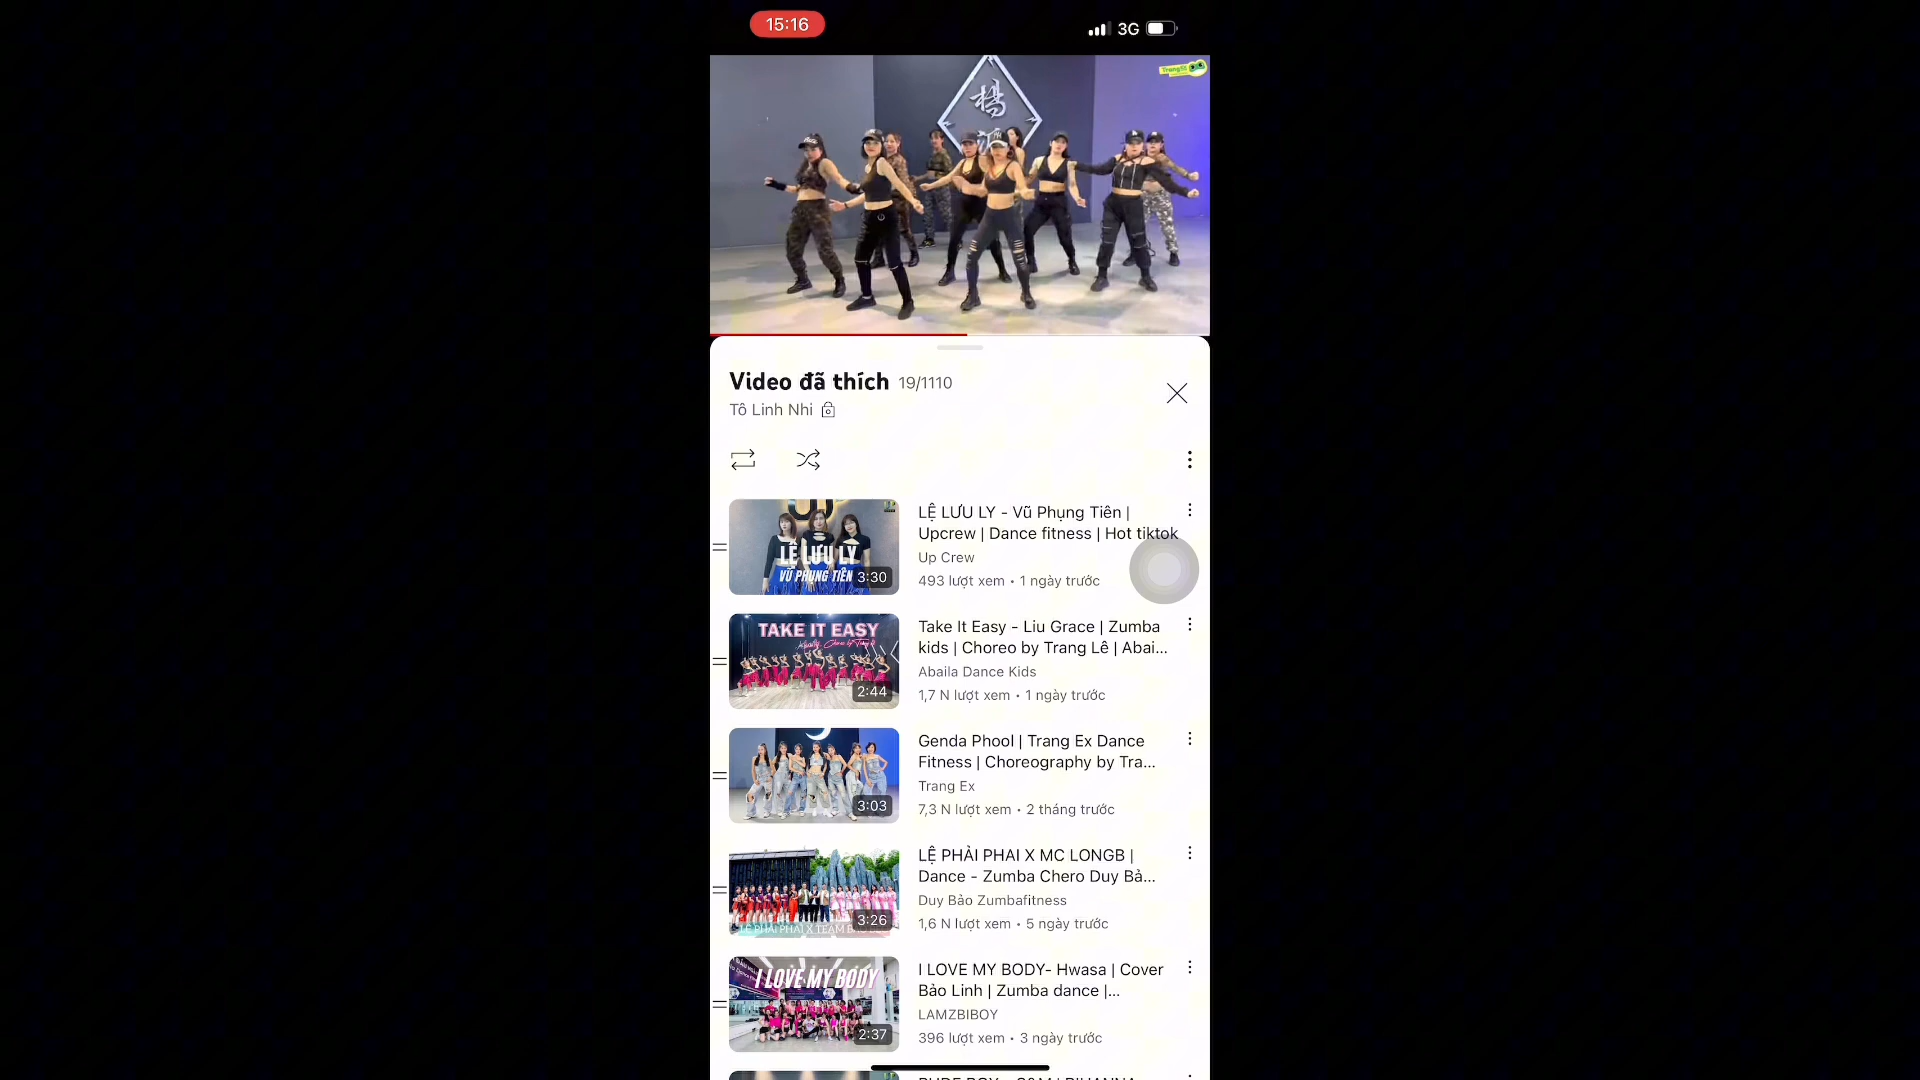 15:16
3G
楊
Video đã thích 19/1110
Tô Linh Nhi
LỆ LƯU LY - Vũ Phụng Tiên |
Upcrew | Dance fitness | Hot tiktok
LỆ LƯU LY
VŨ PHỤNG TIÊN
3:30
Up Crew
493 lượt xem • 1 ngày trước
TAKE IT EASY
2:44
Take It Easy - Liu Grace | Zumba
kids | Choreo by Trang Lê | Abai...
Abaila Dance Kids
1,7 N lượt xem • 1 ngày trước
3:03
Genda Phool | Trang Ex Dance
Fitness | Choreography by Tra...
Trang Ex
7,3 N lượt xem • 2 tháng trước
3:26
LỆ PHẢI PHAI X MC LONGB |
Dance - Zumba Chero Duy Bả...
Duy Bảo Zumbafitness
1,6 N lượt xem • 5 ngày trước
I LOVE MY BODY
2:37
I LOVE MY BODY- Hwasa | Cover
Bảo Linh | Zumba dance |...
LAMZBIBOY
396 lượt xem • 3 ngày trước